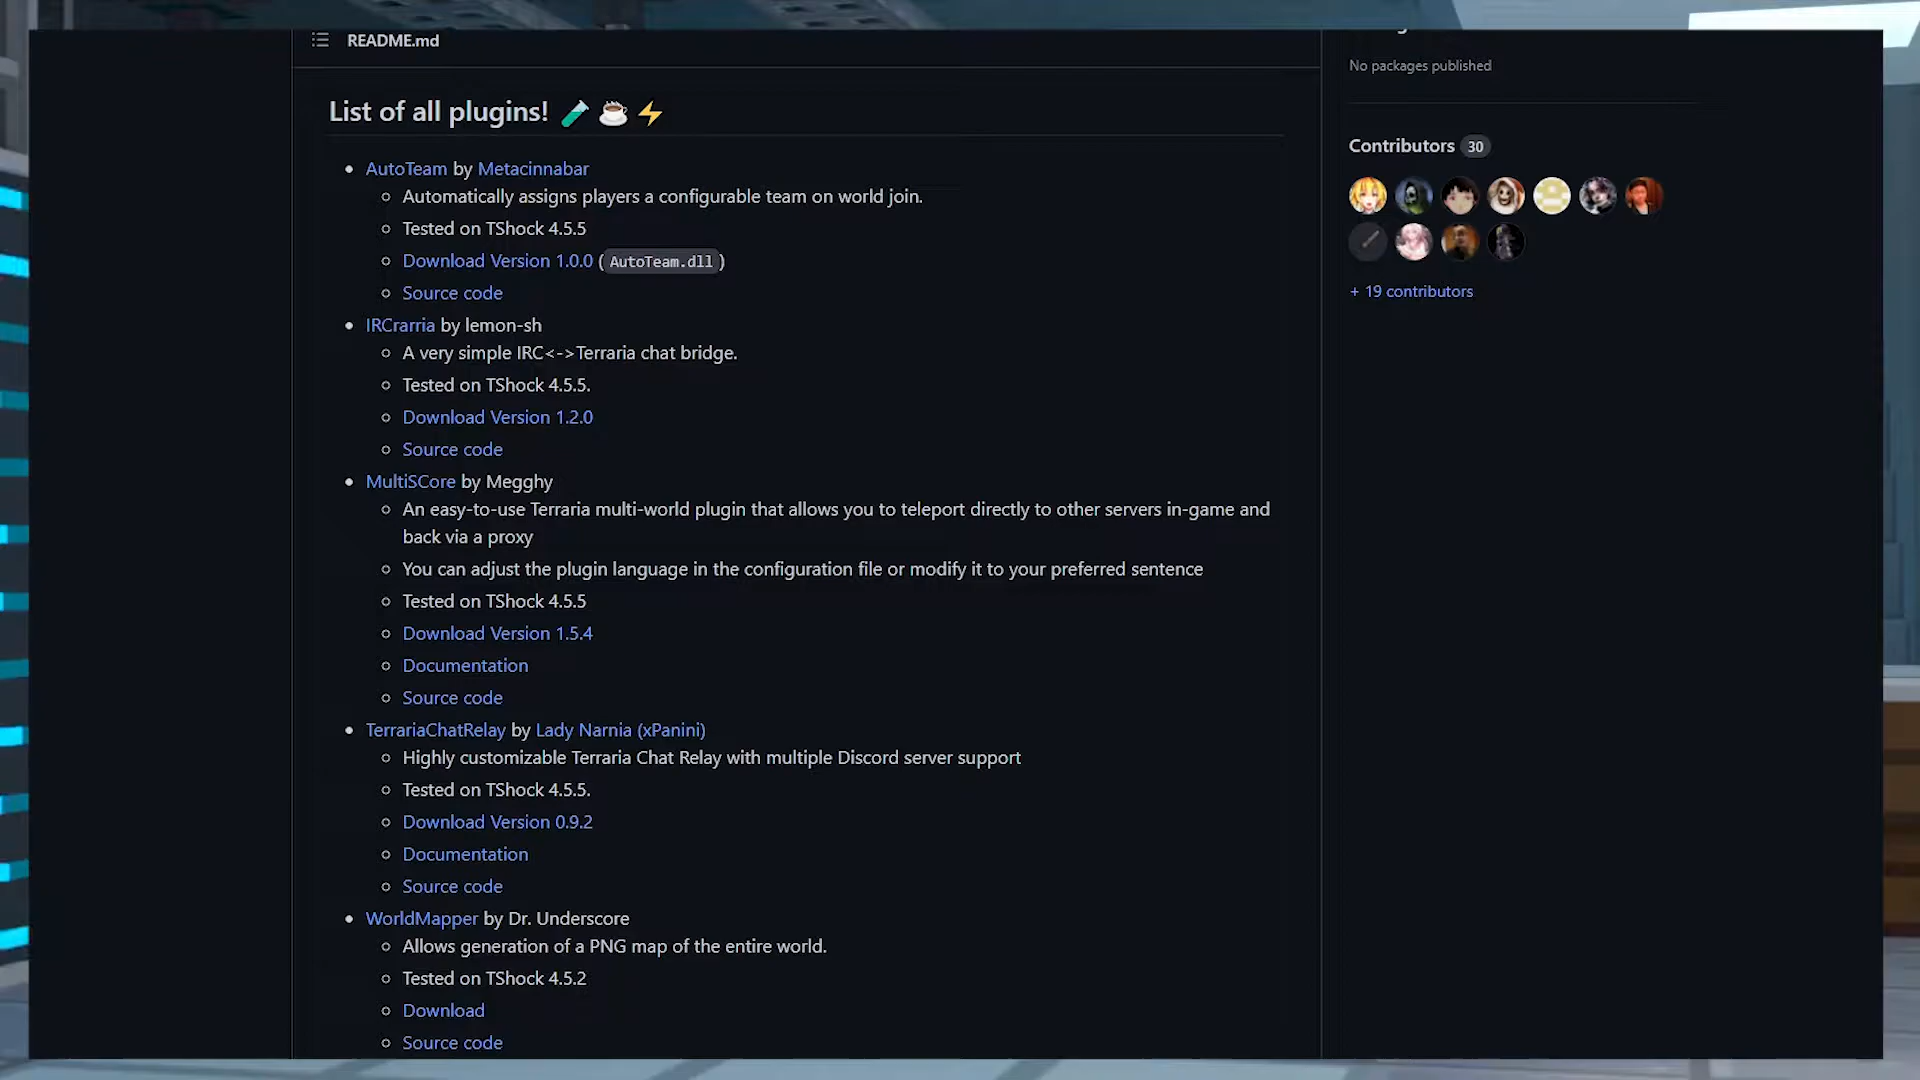 README.md
List of all plugins!
AutoTeam by Metacinnabar
Automatically assigns players a configurable team on world join.
Tested on TShock 4.5.5
Download Version 1.0.0 ( AutoTeam.dll )
Source code
IRCrarria by lemon-sh
A very simple IRC<->Terraria chat bridge.
Tested on TShock 4.5.5.
Download Version 1.2.0
Source code
MultiSCore by Megghy
An easy-to-use Terraria multi-world plugin that allows you to teleport directly to other servers in-game and
back via a proxy
You can adjust the plugin language in the configuration file or modify it to your preferred sentence
Tested on TShock 4.5.5
Download Version 1.5.4
Documentation
Source code
TerrariaChatRelay by Lady Narnia (xPanini)
Highly customizable Terraria Chat Relay with multiple Discord server support
Tested on TShock 4.5.5.
Download Version 0.9.2
Documentation
Source code
WorldMapper by Dr. Underscore
Allows generation of a PNG map of the entire world.
Tested on TShock 4.5.2
Download
Source code
No packages published
Contributors 30
+ 19 contributors